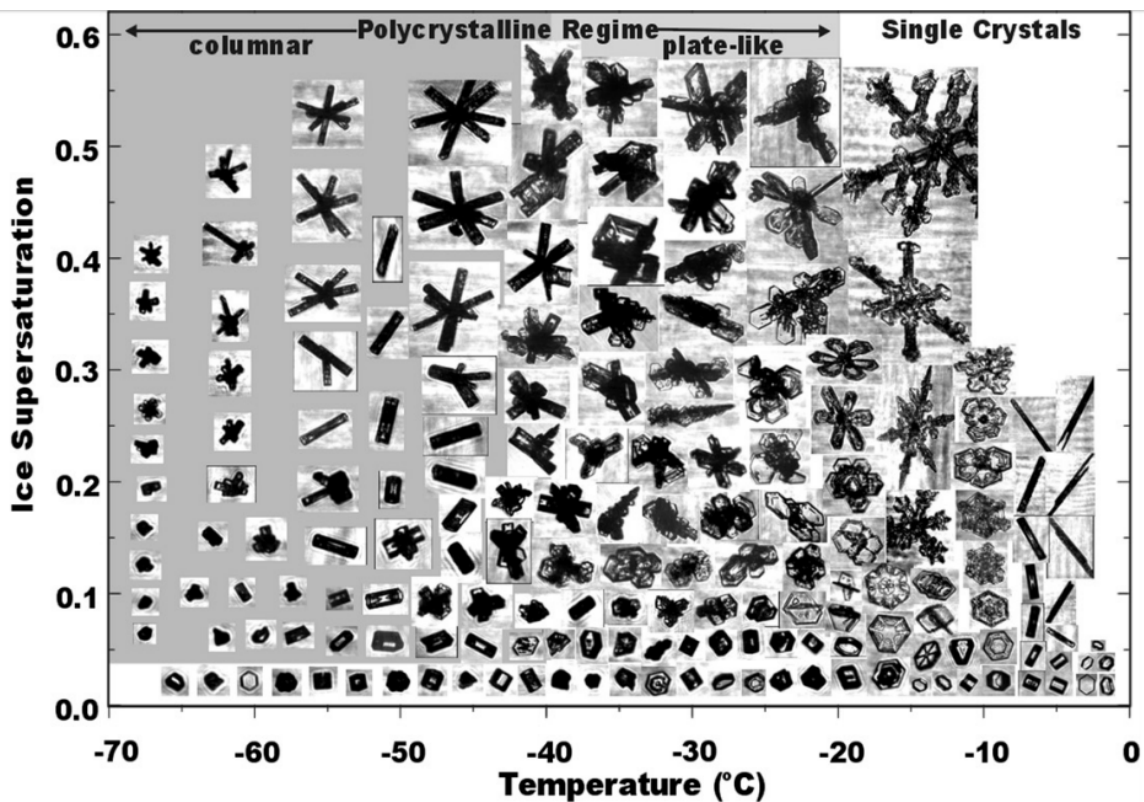 Polycrystalline Regime
Single Crystals
columnar
plate-like
Ice Supersaturation
0.6
0.5
0.4
0.3
0.2
0.1
0.0
-70
-60
-50
-40
-30
-20
-10
0
Temperature (°C)